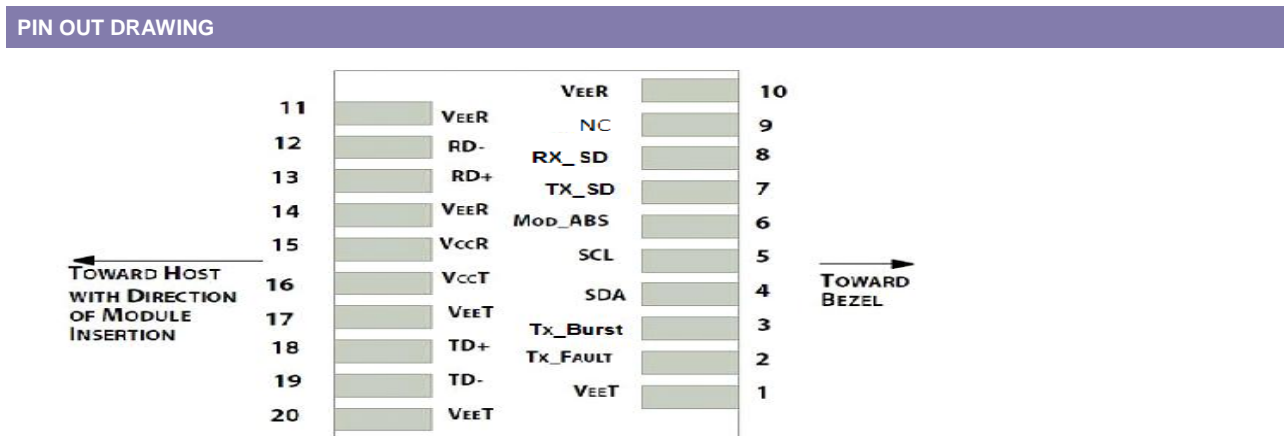 PIN OUT DRAWING
11 VEER
12 RD-
13 RD+
14 VEER
15 VccR
16 VccT
17 VEET
18 TD+
19 TD-
20 VEET
VEER 10
NC 9
RX_SD 8
TX_SD 7
MOD_ABS 6
SCL 5
SDA 4
Tx_Burst 3
TX_FAULT 2
VEET 1
TOWARD HOST
WITH DIRECTION
OF MODULE
INSERTION
TOWARD
BEZEL